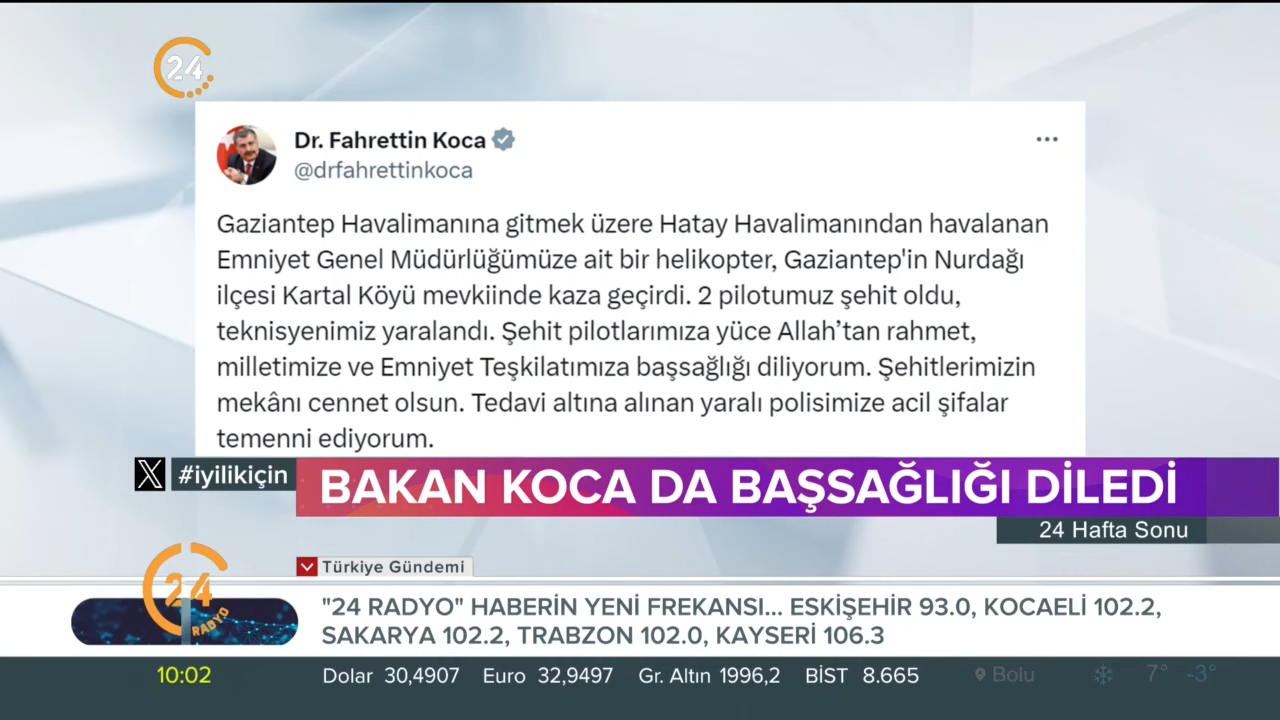 24
Dr. Fahrettin Koca
@drfahrettinkoca
Gaziantep Havalimanına gitmek üzere Hatay Havalimanından havalanan
Emniyet Genel Müdürlüğümüze ait bir helikopter, Gaziantep'in Nurdağı
ilçesi Kartal Köyü mevkiinde kaza geçirdi. 2 pilotumuz şehit oldu,
teknisyenimiz yaralandı. Şehit pilotlarımıza yüce Allah’tan rahmet,
milletimize ve Emniyet Teşkilatımıza başsağlığı diliyorum. Şehitlerimizin
mekânı cennet olsun. Tedavi altına alınan yaralı polisimize acil şifalar
temenni ediyorum.
X #iyilikiçin
BAKAN KOCA DA BAŞSAĞLIĞI DİLEDİ
24 Hafta Sonu
Türkiye Gündemi
24 RADYO
"24 RADYO" HABERİN YENİ FREKANSI... ESKİŞEHİR 93.0, KOCAELİ 102.2,
SAKARYA 102.2, TRABZON 102.0, KAYSERİ 106.3
10:02 Dolar 30,4907 Euro 32,9497 Gr. Altın 1996,2 BİST 8.665 Bolu 7° -3°